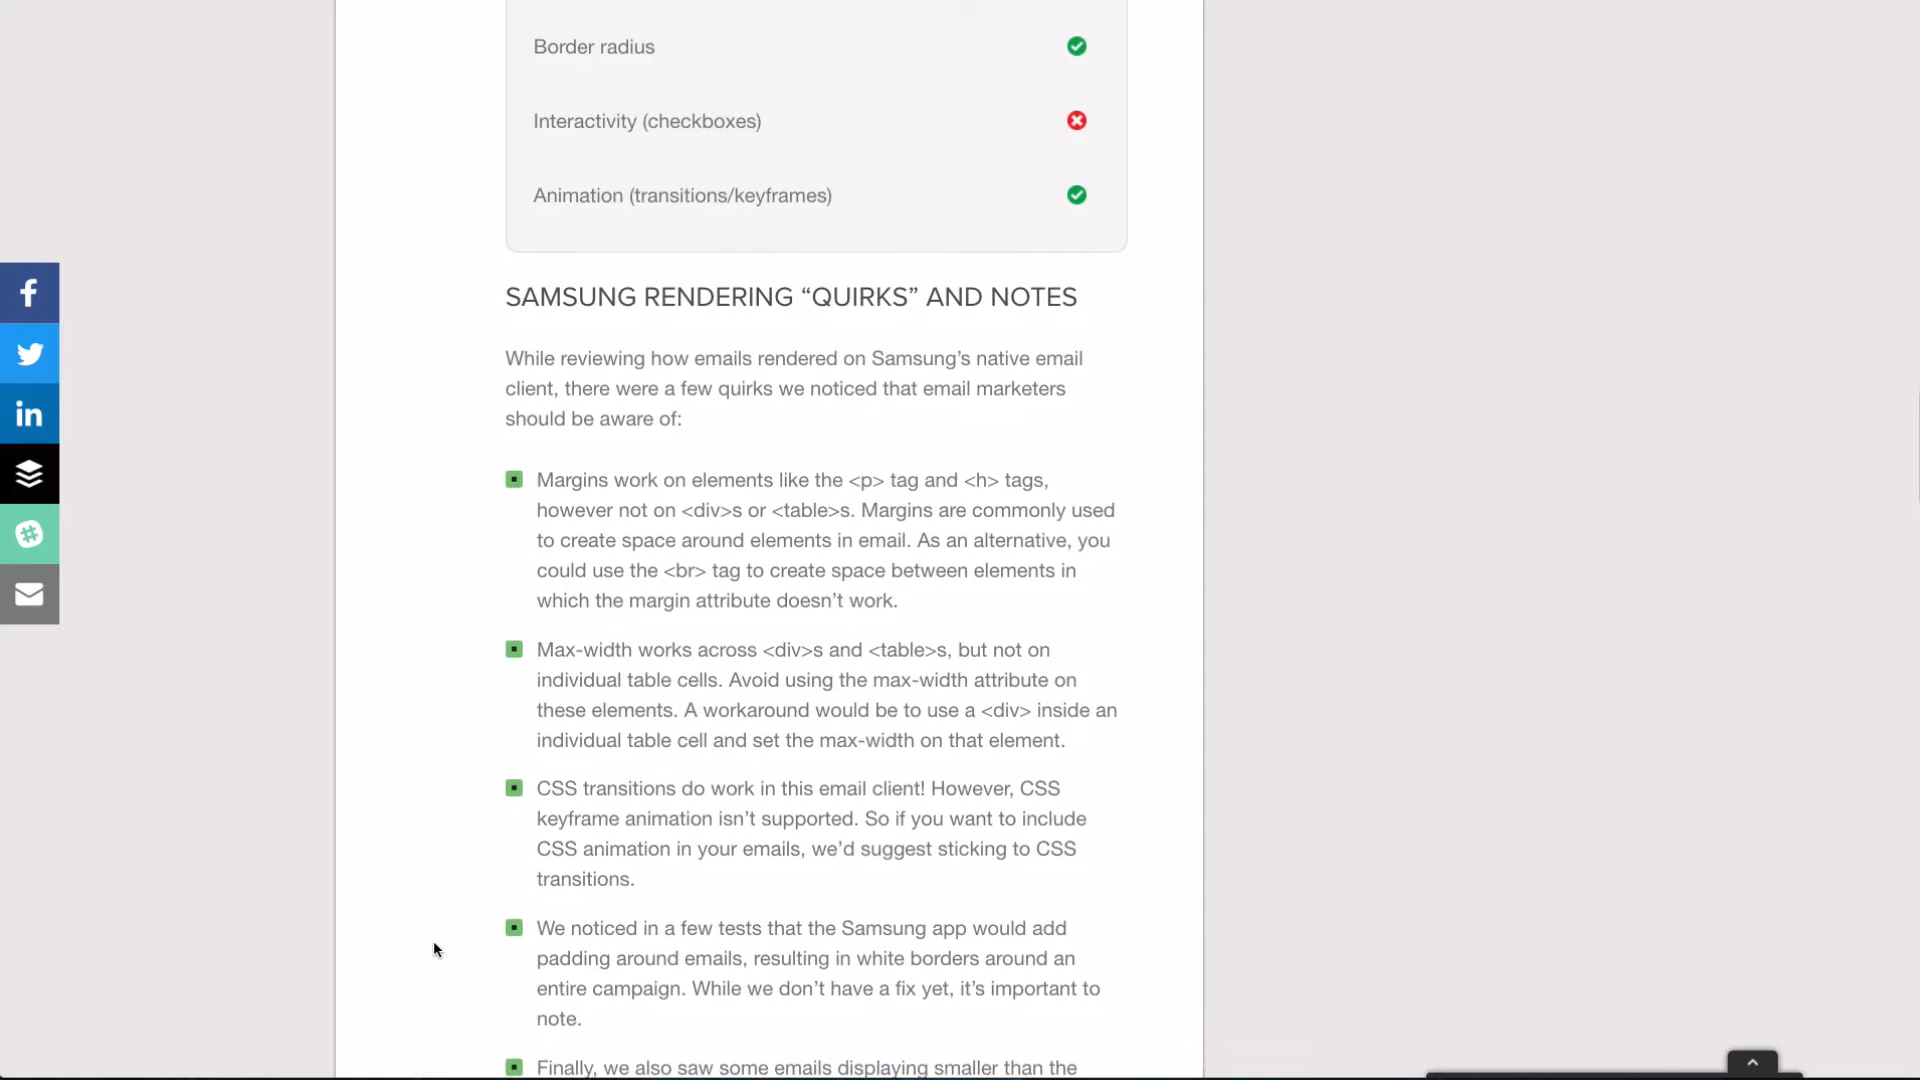 Border radius
Interactivity (checkboxes)
Animation (transitions/keyframes)
SAMSUNG RENDERING “QUIRKS” AND NOTES
While reviewing how emails rendered on Samsung’s native email
client, there were a few quirks we noticed that email marketers
should be aware of:
Margins work on elements like the <p> tag and <h> tags,
however not on <div>s or <table>s. Margins are commonly used
to create space around elements in email. As an alternative, you
could use the <br> tag to create space between elements in
which the margin attribute doesn’t work.
Max-width works across <div>s and <table>s, but not on
individual table cells. Avoid using the max-width attribute on
these elements. A workaround would be to use a <div> inside an
individual table cell and set the max-width on that element.
CSS transitions do work in this email client! However, CSS
keyframe animation isn’t supported. So if you want to include
CSS animation in your emails, we’d suggest sticking to CSS
transitions.
We noticed in a few tests that the Samsung app would add
padding around emails, resulting in white borders around an
entire campaign. While we don’t have a fix yet, it’s important to
note.
Finally, we also saw some emails displaying smaller than the